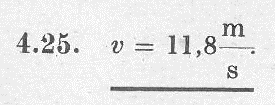 4.25. v = 11,8 m/s.